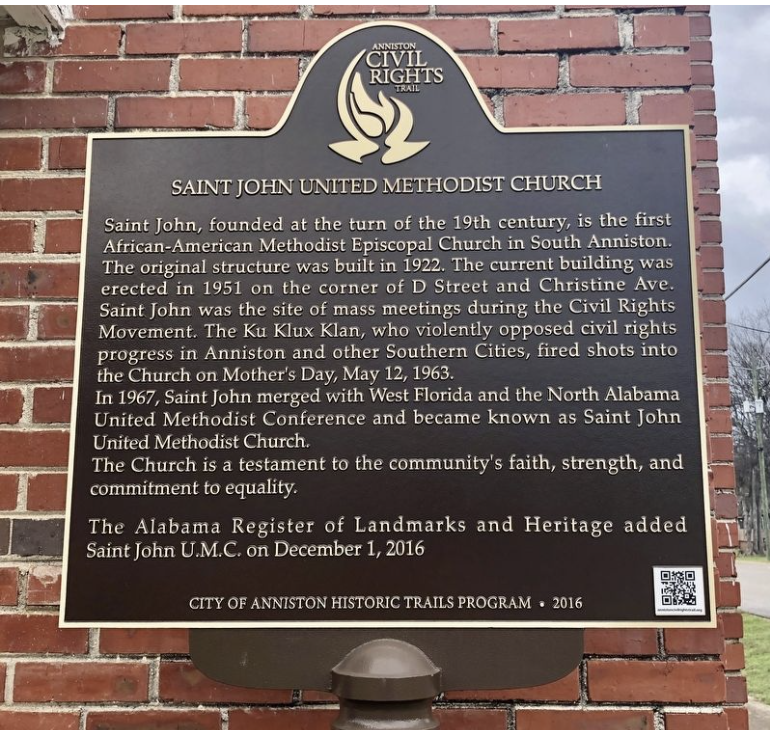 ANNISTON
CIVIL
RIGHTS
TRAIL
SAINT JOHN UNITED METHODIST CHURCH
Saint John, founded at the turn of the 19th century, is the first
African-American Methodist Episcopal Church in South Anniston.
The original structure was built in 1922. The current building was
erected in 1951 on the corner of D Street and Christine Ave.
Saint John was the site of mass meetings during the Civil Rights
Movement. The Ku Klux Klan, who violently opposed civil rights
progress in Anniston and other Southern Cities, fired shots into
the Church on Mother's Day, May 12, 1963.
In 1967, Saint John merged with West Florida and the North Alabama
United Methodist Conference and became known as Saint John
United Methodist Church.
The Church is a testament to the community's faith, strength, and
commitment to equality.
The Alabama Register of Landmarks and Heritage added
Saint John U.M.C. on December 1, 2016
CITY OF ANNISTON HISTORIC TRAILS PROGRAM • 2016